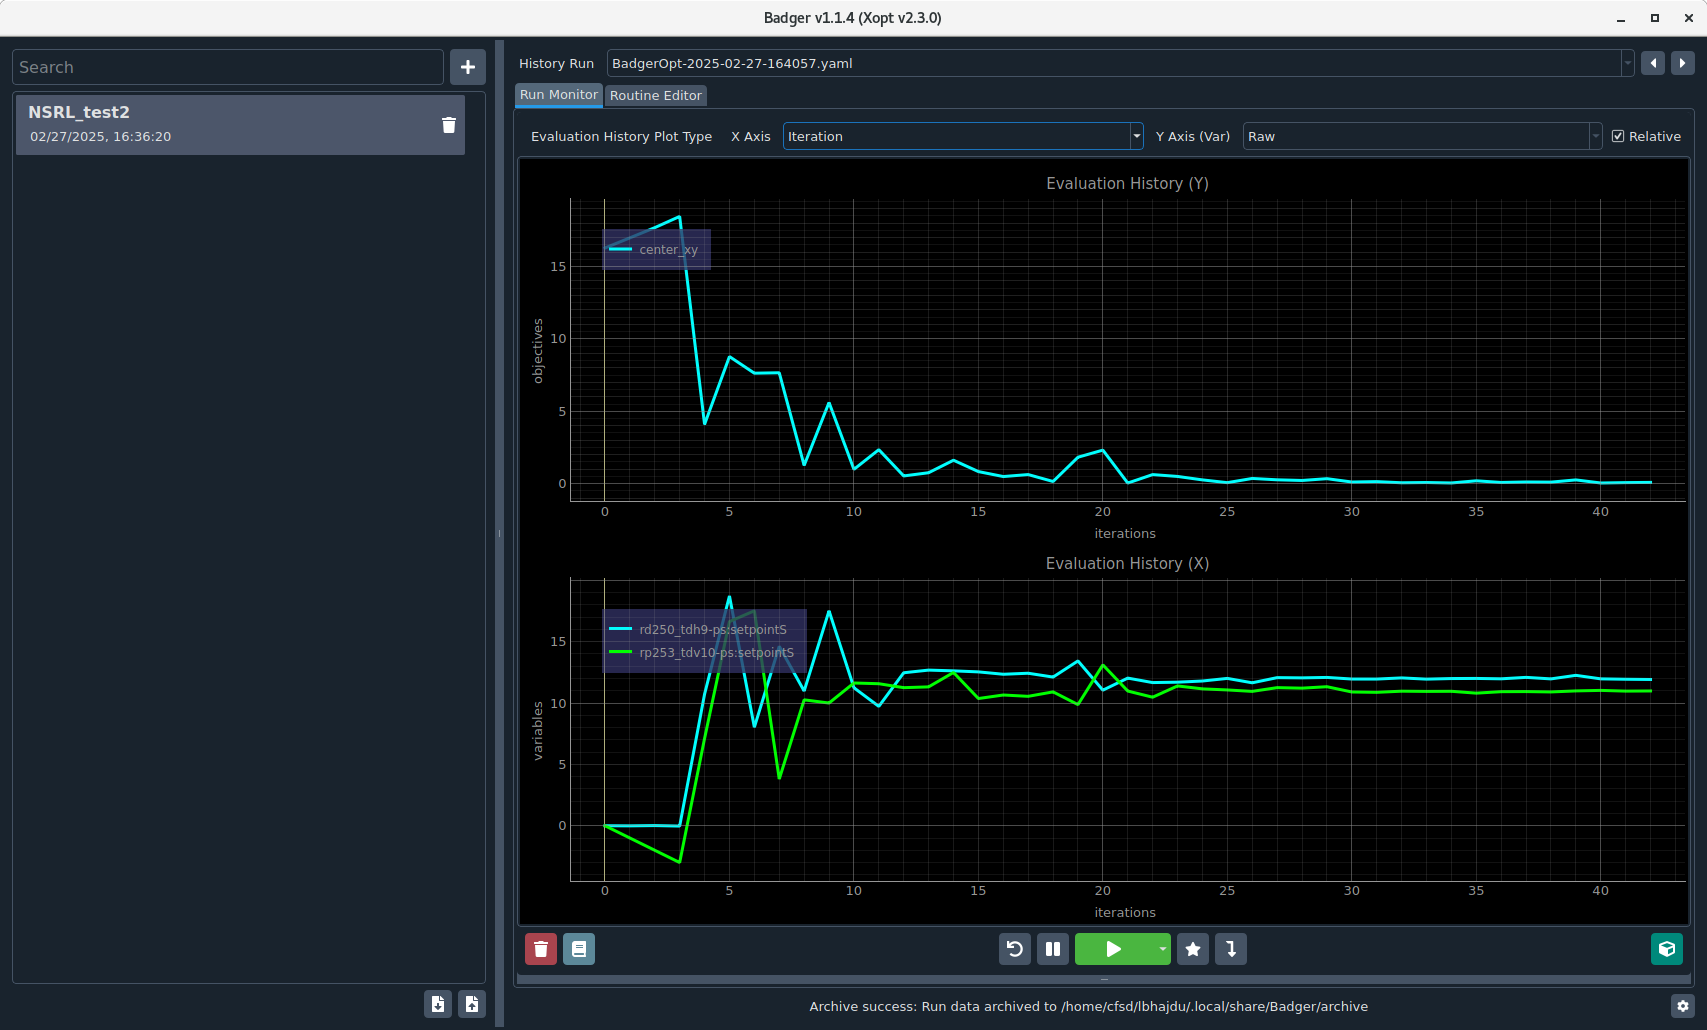 Badger v1.1.4 (Xopt v2.3.0)
Search
NSRL_test2
02/27/2025, 16:36:20
History Run BadgerOpt-2025-02-27-164057.yaml
Run Monitor Routine Editor
Evaluation History Plot Type X Axis Iteration Y Axis (Var) Raw Relative
Evaluation History (Y)
center_xy
objectives
15
10
5
0
0 5 10 15 20 25 30 35 40
iterations
Evaluation History (X)
rd250_tdh9-ps:setpointS
rp253_tdv10-ps:setpointS
variables
15
10
5
0
0 5 10 15 20 25 30 35 40
iterations
Archive success: Run data archived to /home/cfsd/lbhajdu/.local/share/Badger/archive